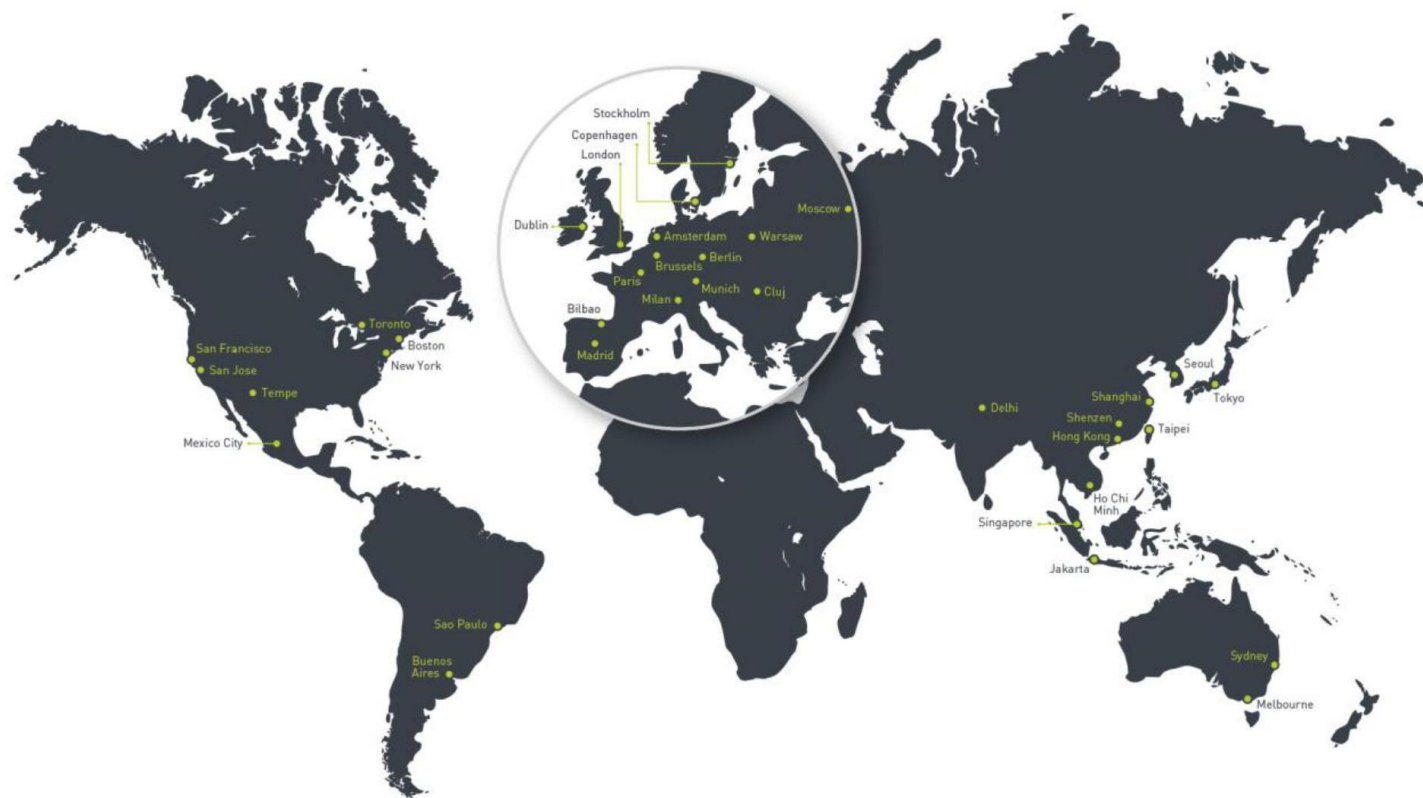 Stockholm
Copenhagen
London
Dublin
Moscow
Amsterdam
Warsaw
Brussels
Berlin
Paris
Munich
Cluj
Milan
Bilbao
Madrid
Toronto
Boston
New York
San Francisco
San Jose
Tempe
Mexico City
Sao Paulo
Buenos
Aires
Seoul
Tokyo
Shanghai
Delhi
Shenzen
Taipei
Hong Kong
Ho Chi
Minh
Singapore
Jakarta
Sydney
Melbourne